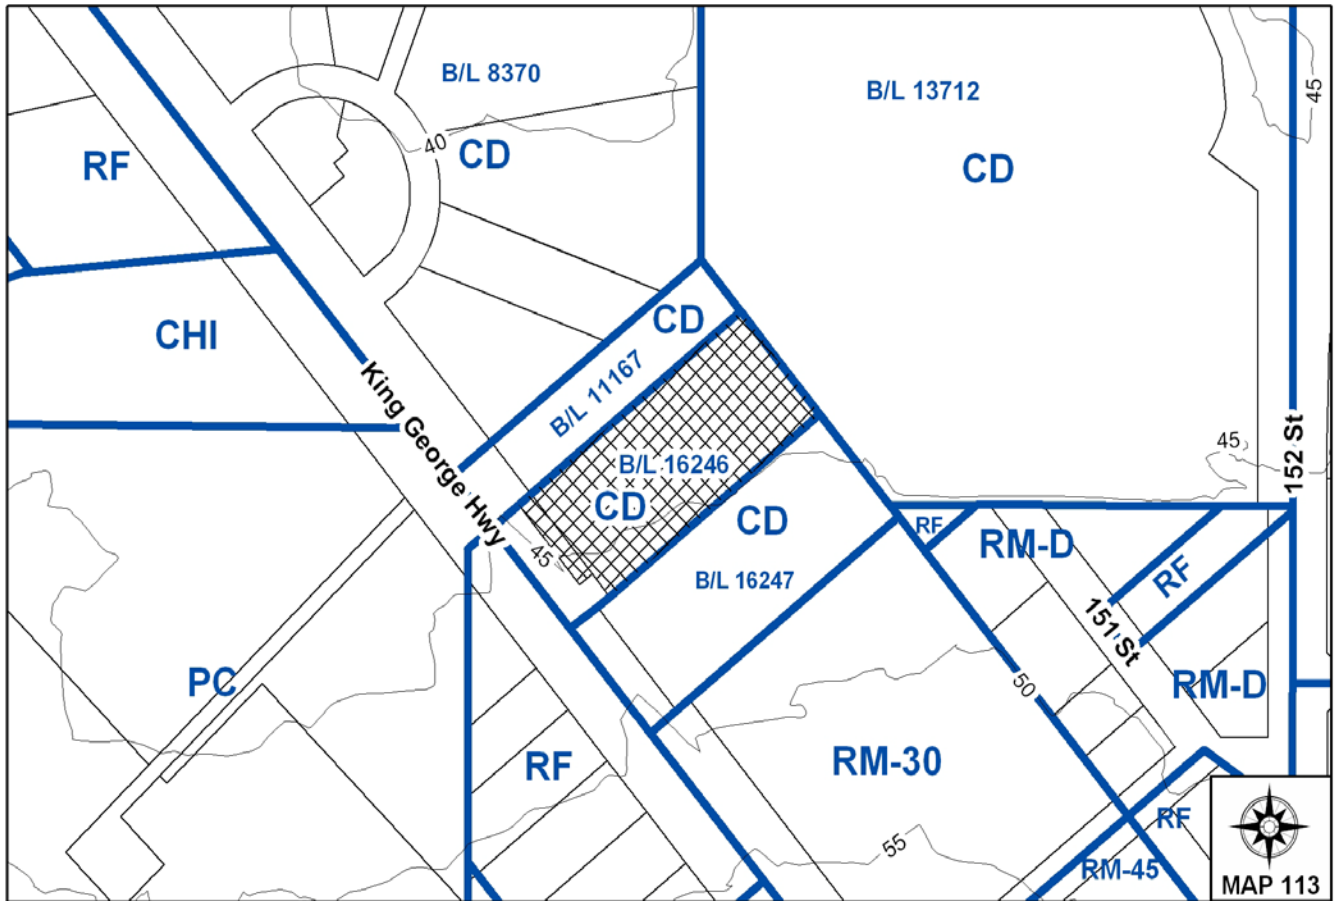 B/L 8370
B/L 13712
45
40
CD
RF
CD
CHI
CD
B/L 11167
King George Hwy
B/L 16246
CD
45
CD
B/L 16247
45
152 St
RF
RM-D
RF
151 St
PC
RM-D
50
RF
RM-30
55
RF
RM-45
MAP 113